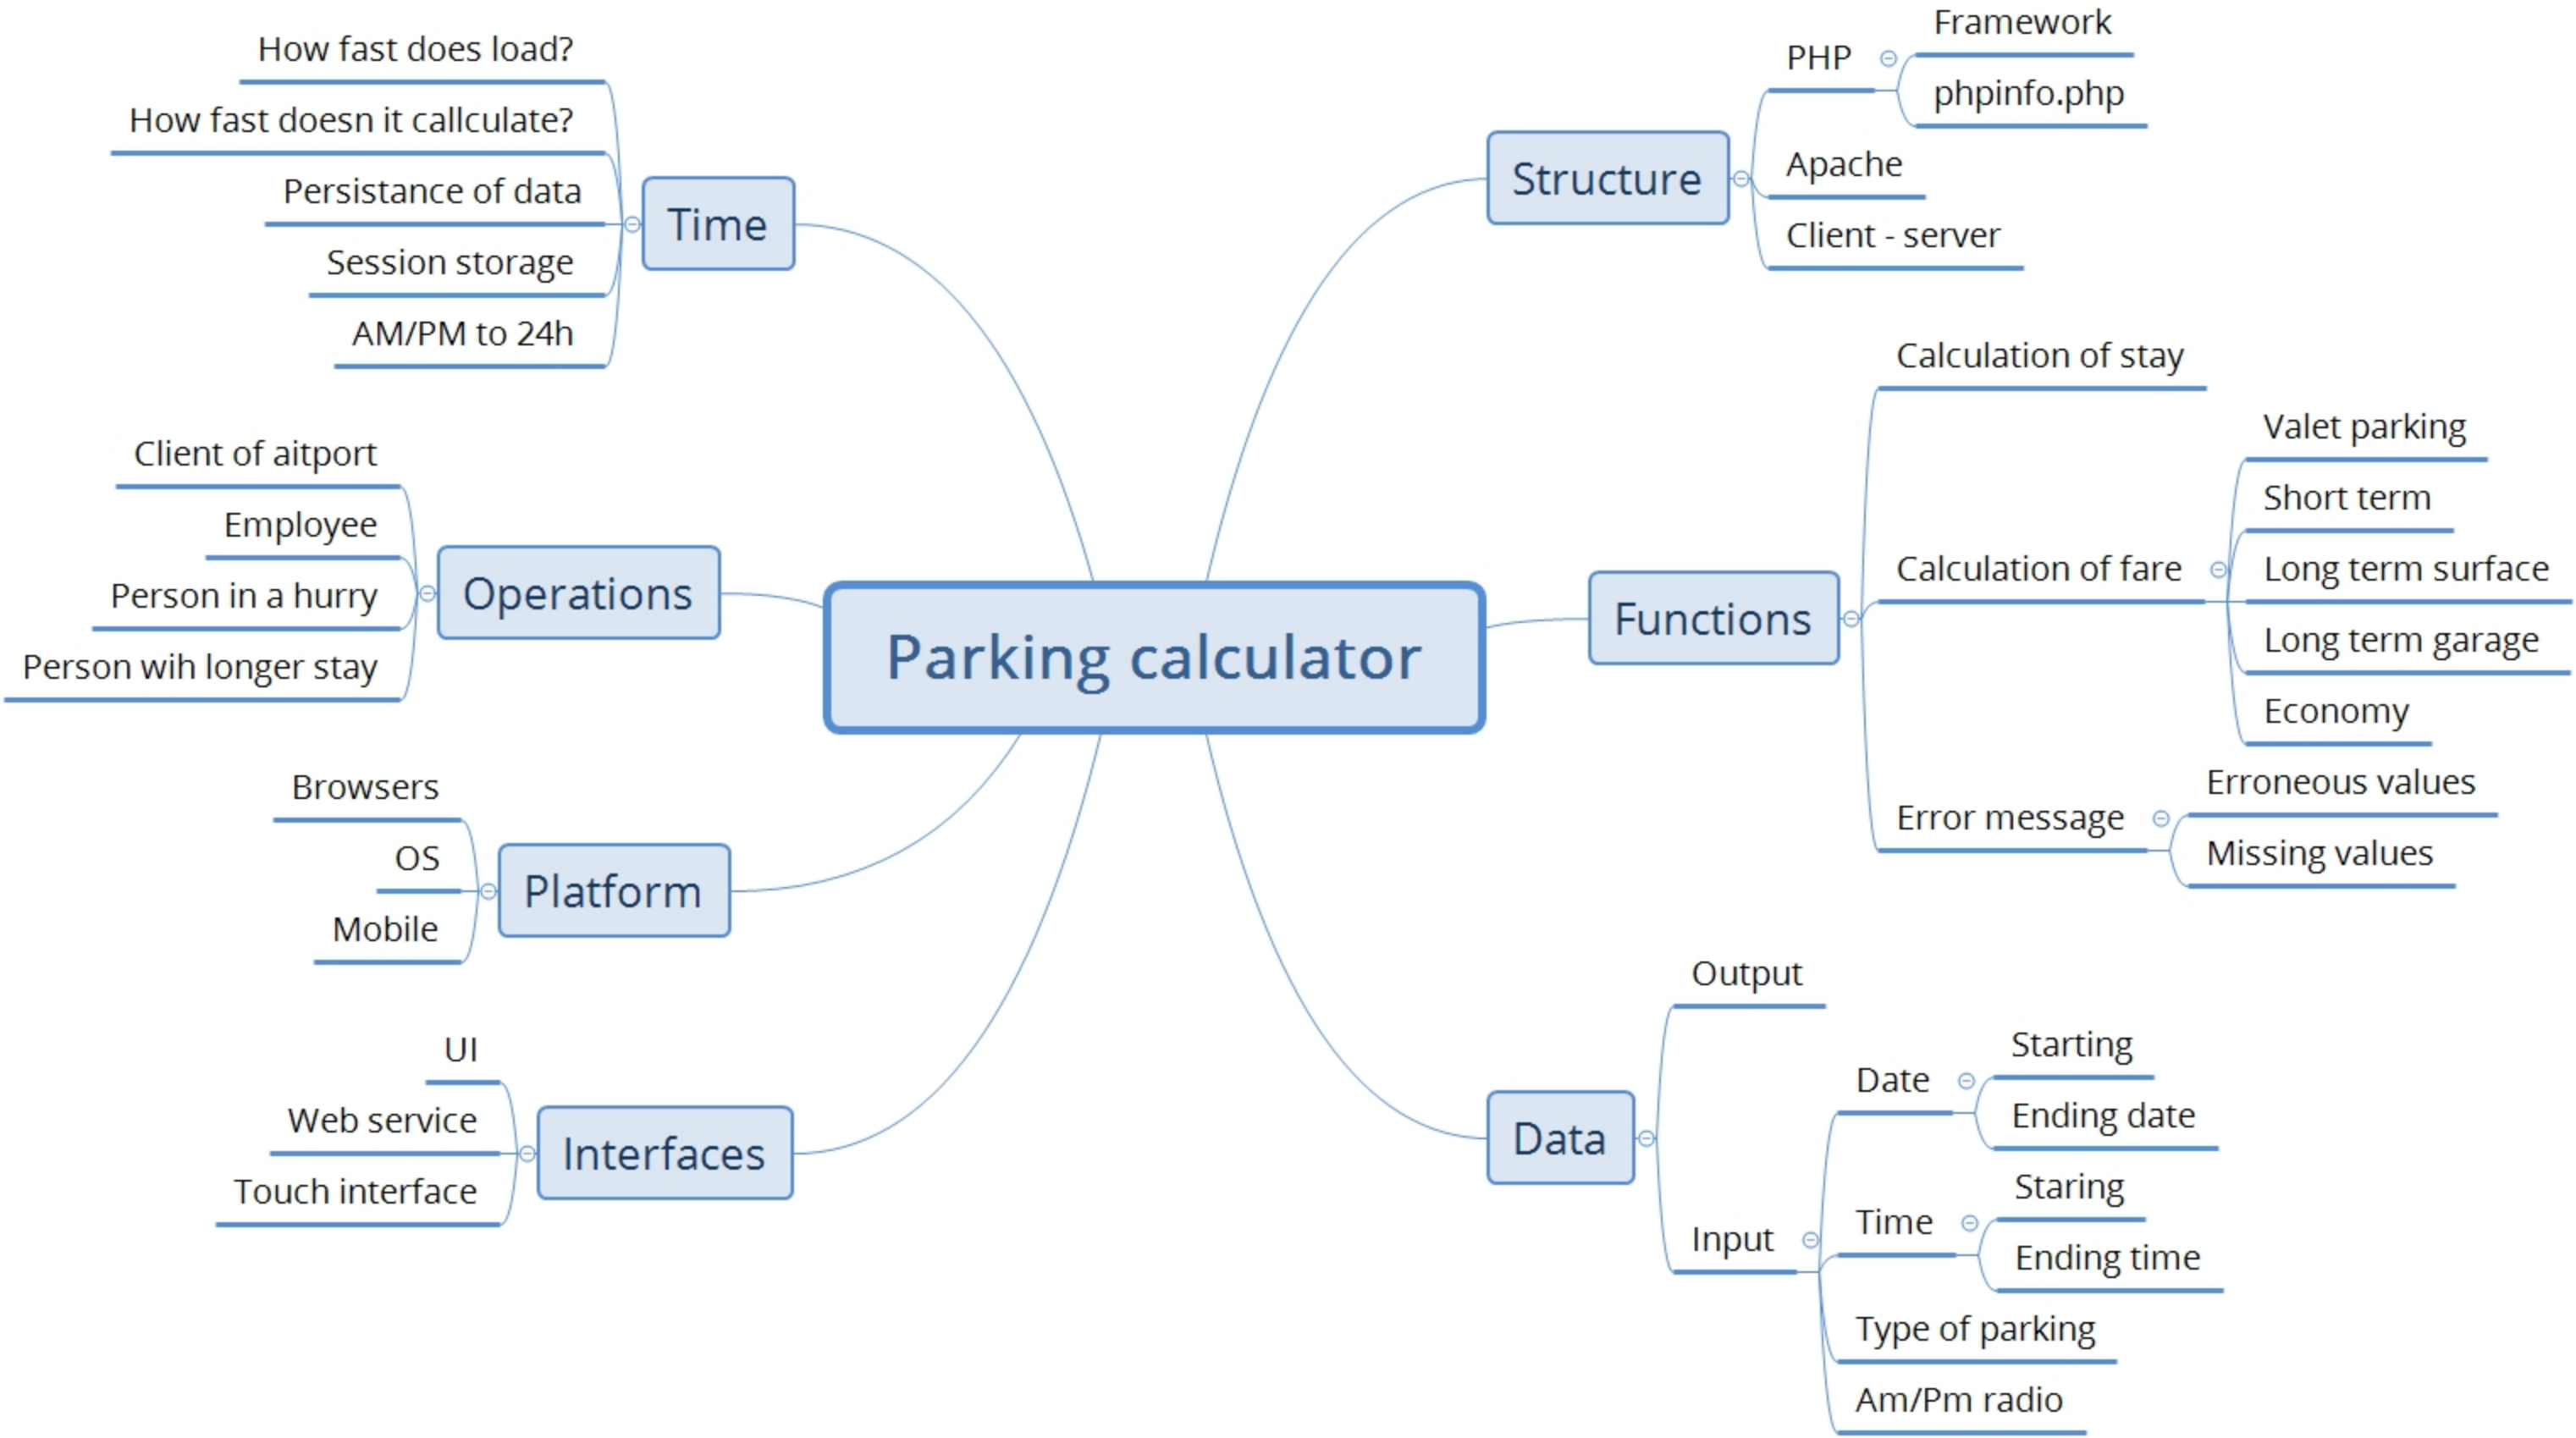 Parking calculator
Structure
PHP
Framework
phpinfo.php
Apache
Client - server
Functions
Calculation of stay
Calculation of fare
Valet parking
Short term
Long term surface
Long term garage
Economy
Error message
Erroneous values
Missing values
Data
Output
Input
Date
Starting
Ending date
Time
Staring
Ending time
Type of parking
Am/Pm radio
Time
How fast does load?
How fast doesn it callculate?
Persistance of data
Session storage
AM/PM to 24h
Operations
Client of aitport
Employee
Person in a hurry
Person wih longer stay
Platform
Browsers
OS
Mobile
Interfaces
UI
Web service
Touch interface